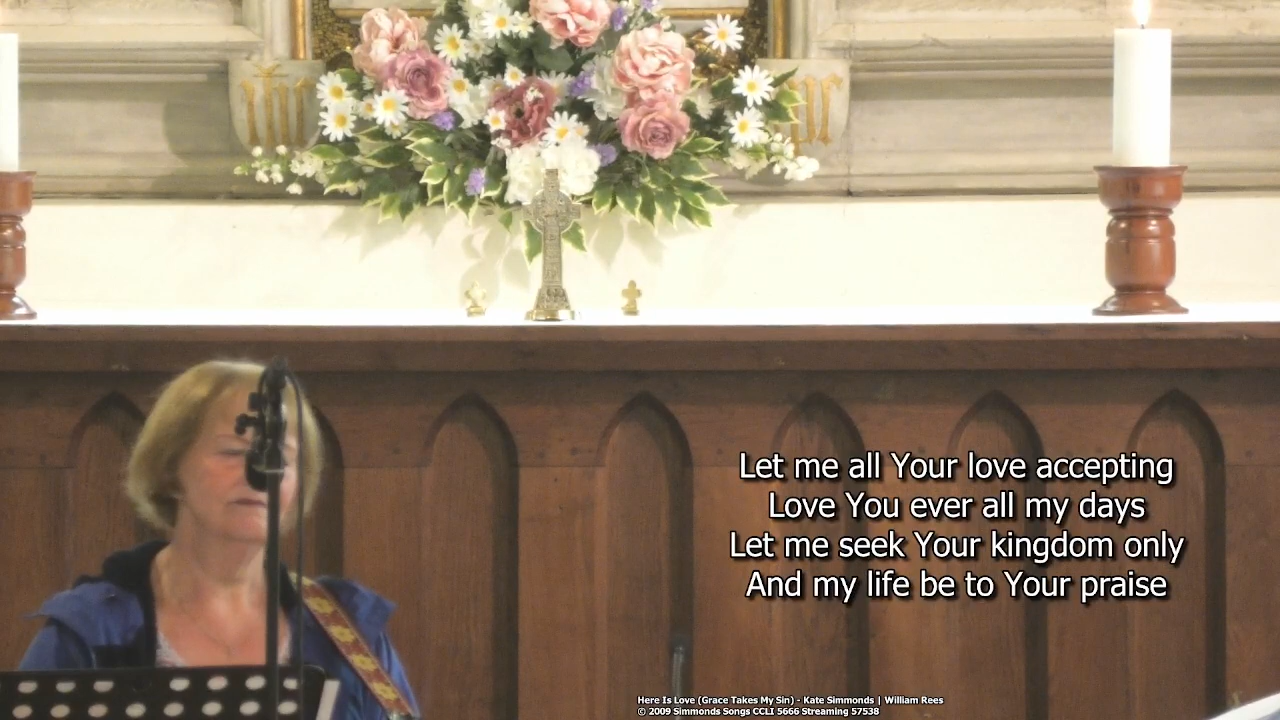 Let me all Your love accepting
Love You ever all my days
Let me seek Your kingdom only
And my life be to Your praise
Here Is Love (Grace Takes My Sin) - Kate Simmonds | William Rees
© 2009 Simmonds Songs CCLI 5666 Streaming 57538